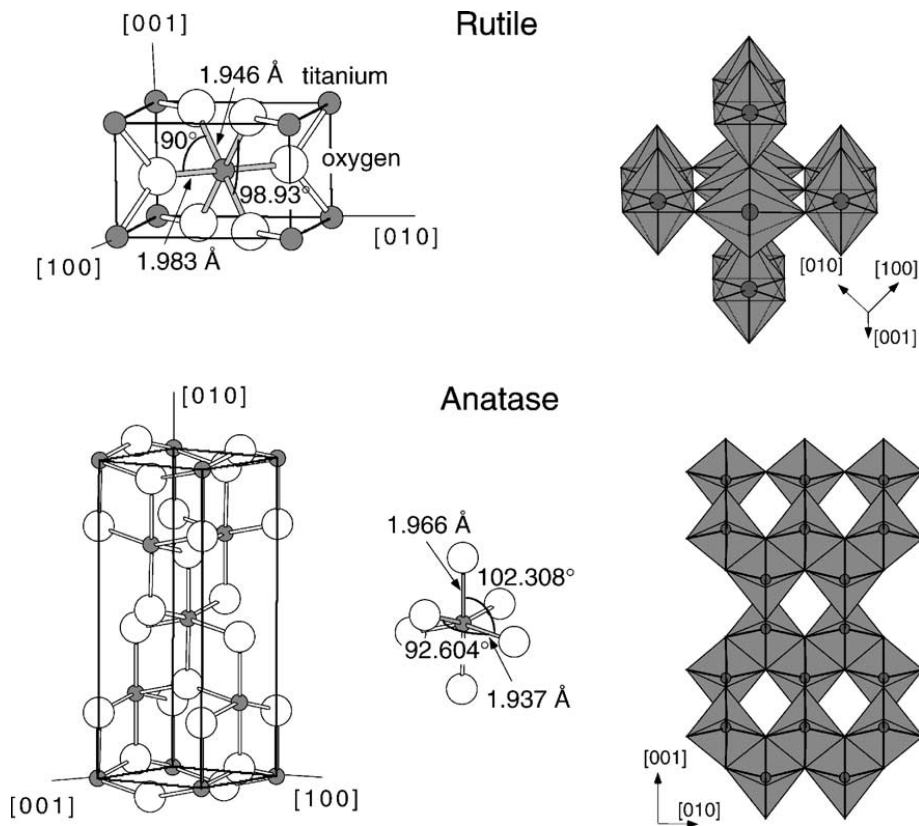 Rutile
[001]
1.946 Å
titanium
90°
oxygen
98.93°
[010]
[100]
1.983 Å
[010]
[100]
[001]
Anatase
[010]
1.966 Å
102.308°
92.604°
1.937 Å
[001]
[100]
[001]
[010]